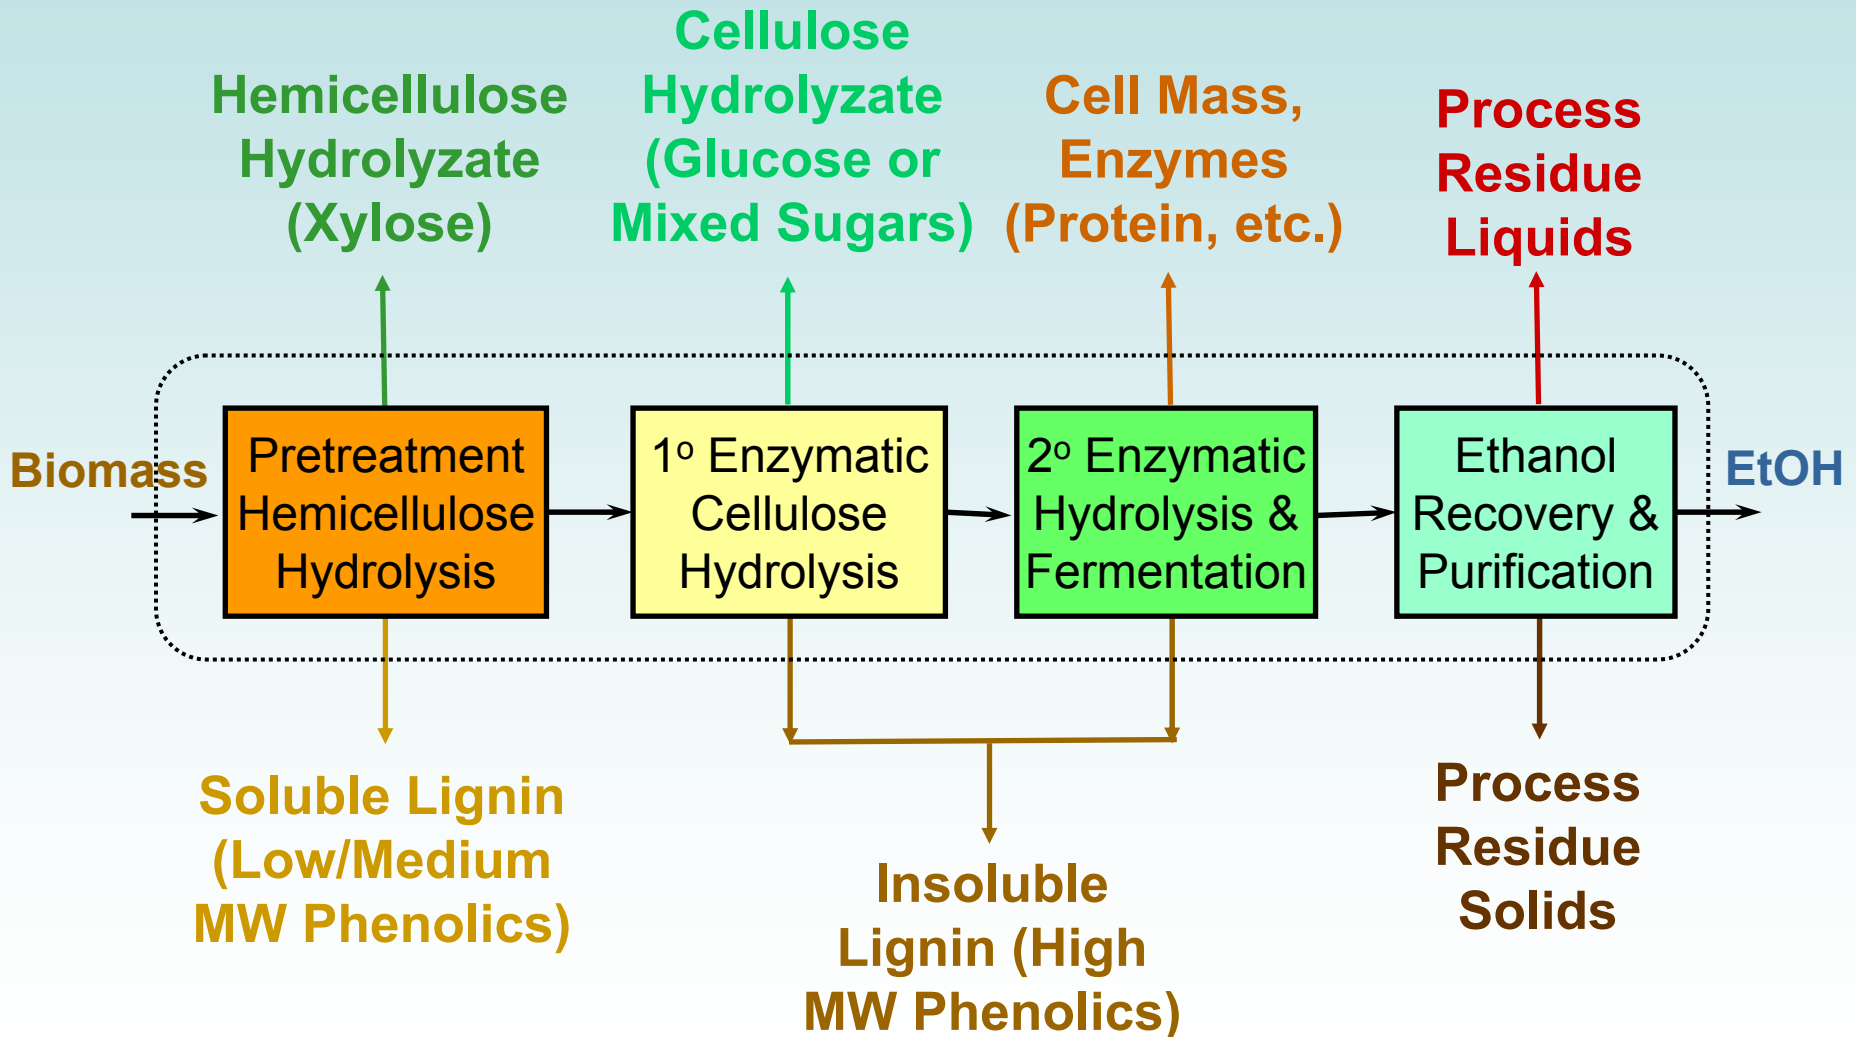 Hemicellulose
Hydrolyzate
(Xylose)
Cellulose
Hydrolyzate
(Glucose or
Mixed Sugars)
Cell Mass,
Enzymes
(Protein, etc.)
Process
Residue
Liquids
Biomass
Pretreatment
Hemicellulose
Hydrolysis
1º Enzymatic
Cellulose
Hydrolysis
2º Enzymatic
Hydrolysis &
Fermentation
Ethanol
Recovery &
Purification
EtOH
Soluble Lignin
(Low/Medium
MW Phenolics)
Insoluble
Lignin (High
MW Phenolics)
Process
Residue
Solids